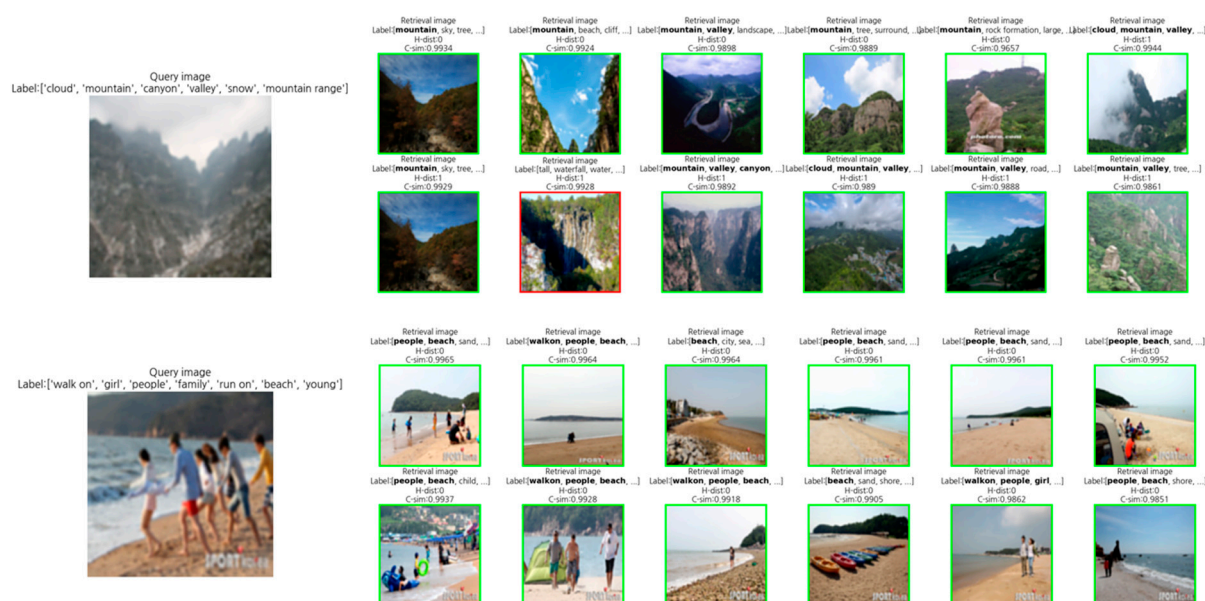 Query image
Label:['cloud', 'mountain', 'canyon', 'valley', 'snow', 'mountain range']
Retrieval image
Label:[mountain, sky, tree, ...]
H-dist:0
C-sim:0.9934
Retrieval image
Label:[mountain, beach, cliff, ...]
H-dist:0
C-sim:0.9924
Retrieval image
Label:[mountain, valley, landscape, ...]
H-dist:0
C-sim:0.9898
Retrieval image
Label:[mountain, tree, surround, ...]
H-dist:0
C-sim:0.9889
Retrieval image
Label:[mountain, rock formation, large, ...]
H-dist:0
C-sim:0.9657
Retrieval image
Label:[cloud, mountain, valley, ...]
H-dist:1
C-sim:0.9944
Retrieval image
Label:[mountain, sky, tree, ...]
H-dist:1
C-sim:0.9929
Retrieval image
Label:[tall, waterfall, water, ...]
H-dist:1
C-sim:0.9928
Retrieval image
Label:[mountain, valley, canyon, ...]
H-dist:1
C-sim:0.9892
Retrieval image
Label:[cloud, mountain, valley, ...]
H-dist:1
C-sim:0.989
Retrieval image
Label:[mountain, valley, road, ...]
H-dist:1
C-sim:0.9888
Retrieval image
Label:[mountain, valley, tree, ...]
H-dist:1
C-sim:0.9861
Query image
Label:['walk on', 'girl', 'people', 'family', 'run on', 'beach', 'young']
SPORT
Retrieval image
Label:[people, beach, sand, ...]
H-dist:0
C-sim:0.9965
Retrieval image
Label:[walkon, people, beach, ...]
H-dist:0
C-sim:0.9964
Retrieval image
Label:[beach, city, sea, ...]
H-dist:0
C-sim:0.9964
Retrieval image
Label:[people, beach, sand, ...]
H-dist:0
C-sim:0.9961
Retrieval image
Label:[people, beach, sand, ...]
H-dist:0
C-sim:0.9961
Retrieval image
Label:[people, beach, sand, ...]
H-dist:0
C-sim:0.9952
Retrieval image
Label:[people, beach, child, ...]
H-dist:0
C-sim:0.9937
Retrieval image
Label:[walkon, people, beach, ...]
H-dist:0
C-sim:0.9928
Retrieval image
Label:[walkon, people, beach, ...]
H-dist:0
C-sim:0.9918
Retrieval image
Label:[beach, sand, shore, ...]
H-dist:0
C-sim:0.9905
Retrieval image
Label:[walkon, people, girl, ...]
H-dist:0
C-sim:0.9862
Retrieval image
Label:[people, beach, shore, ...]
H-dist:0
C-sim:0.9851